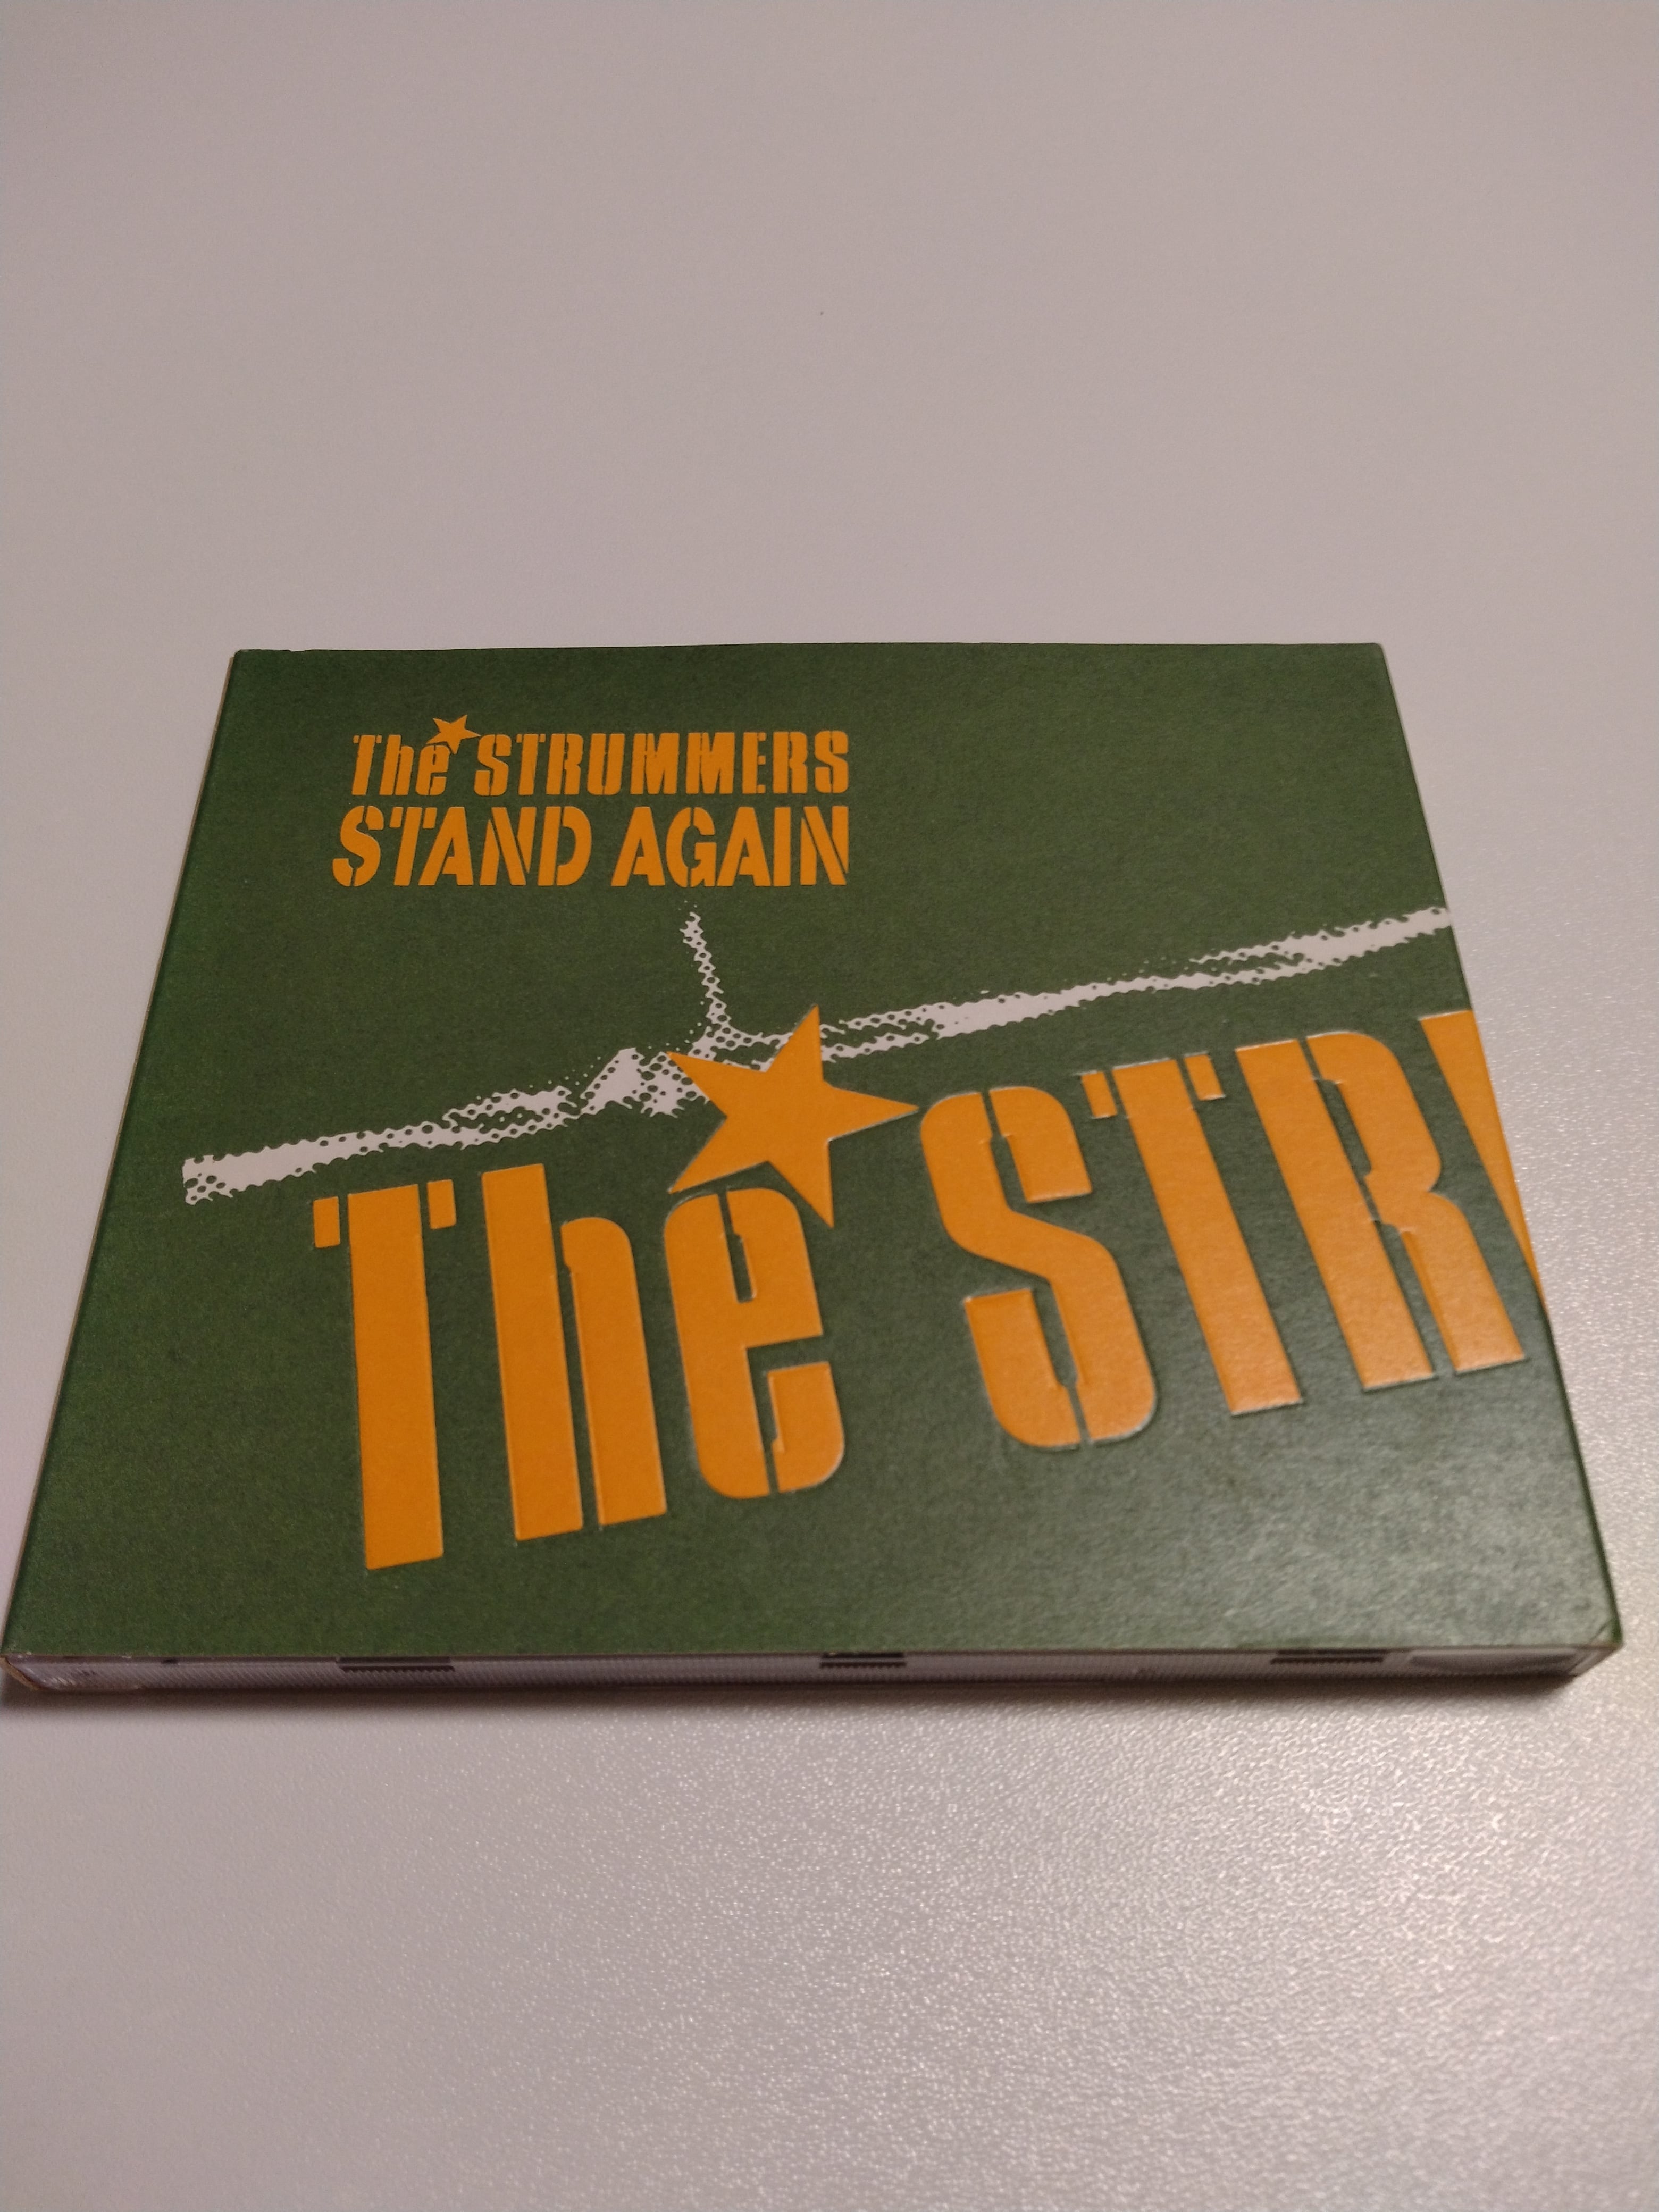 The STRUMMERS
STAND AGAIN
The STR